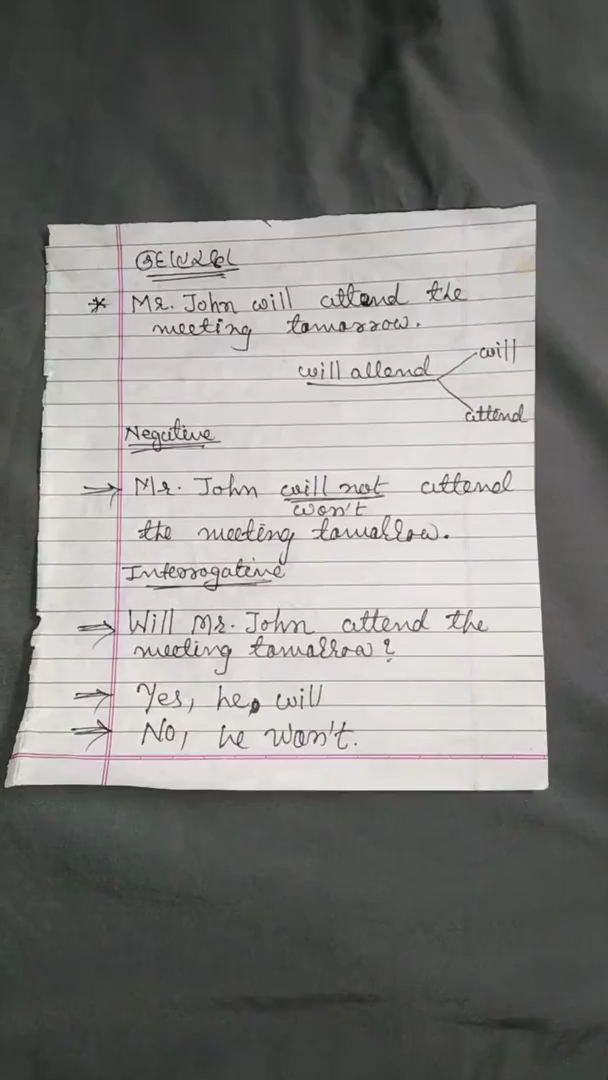 * Mr. John will attend the
meeting tomorrow.
will attend
will
attend
Negative
→ Mr. John will not attend
won't
the meeting tomorrow.
Interrogative
→ Will Mr. John attend the
meeting tomorrow?
→ Yes, he, will
→ No, he won't.